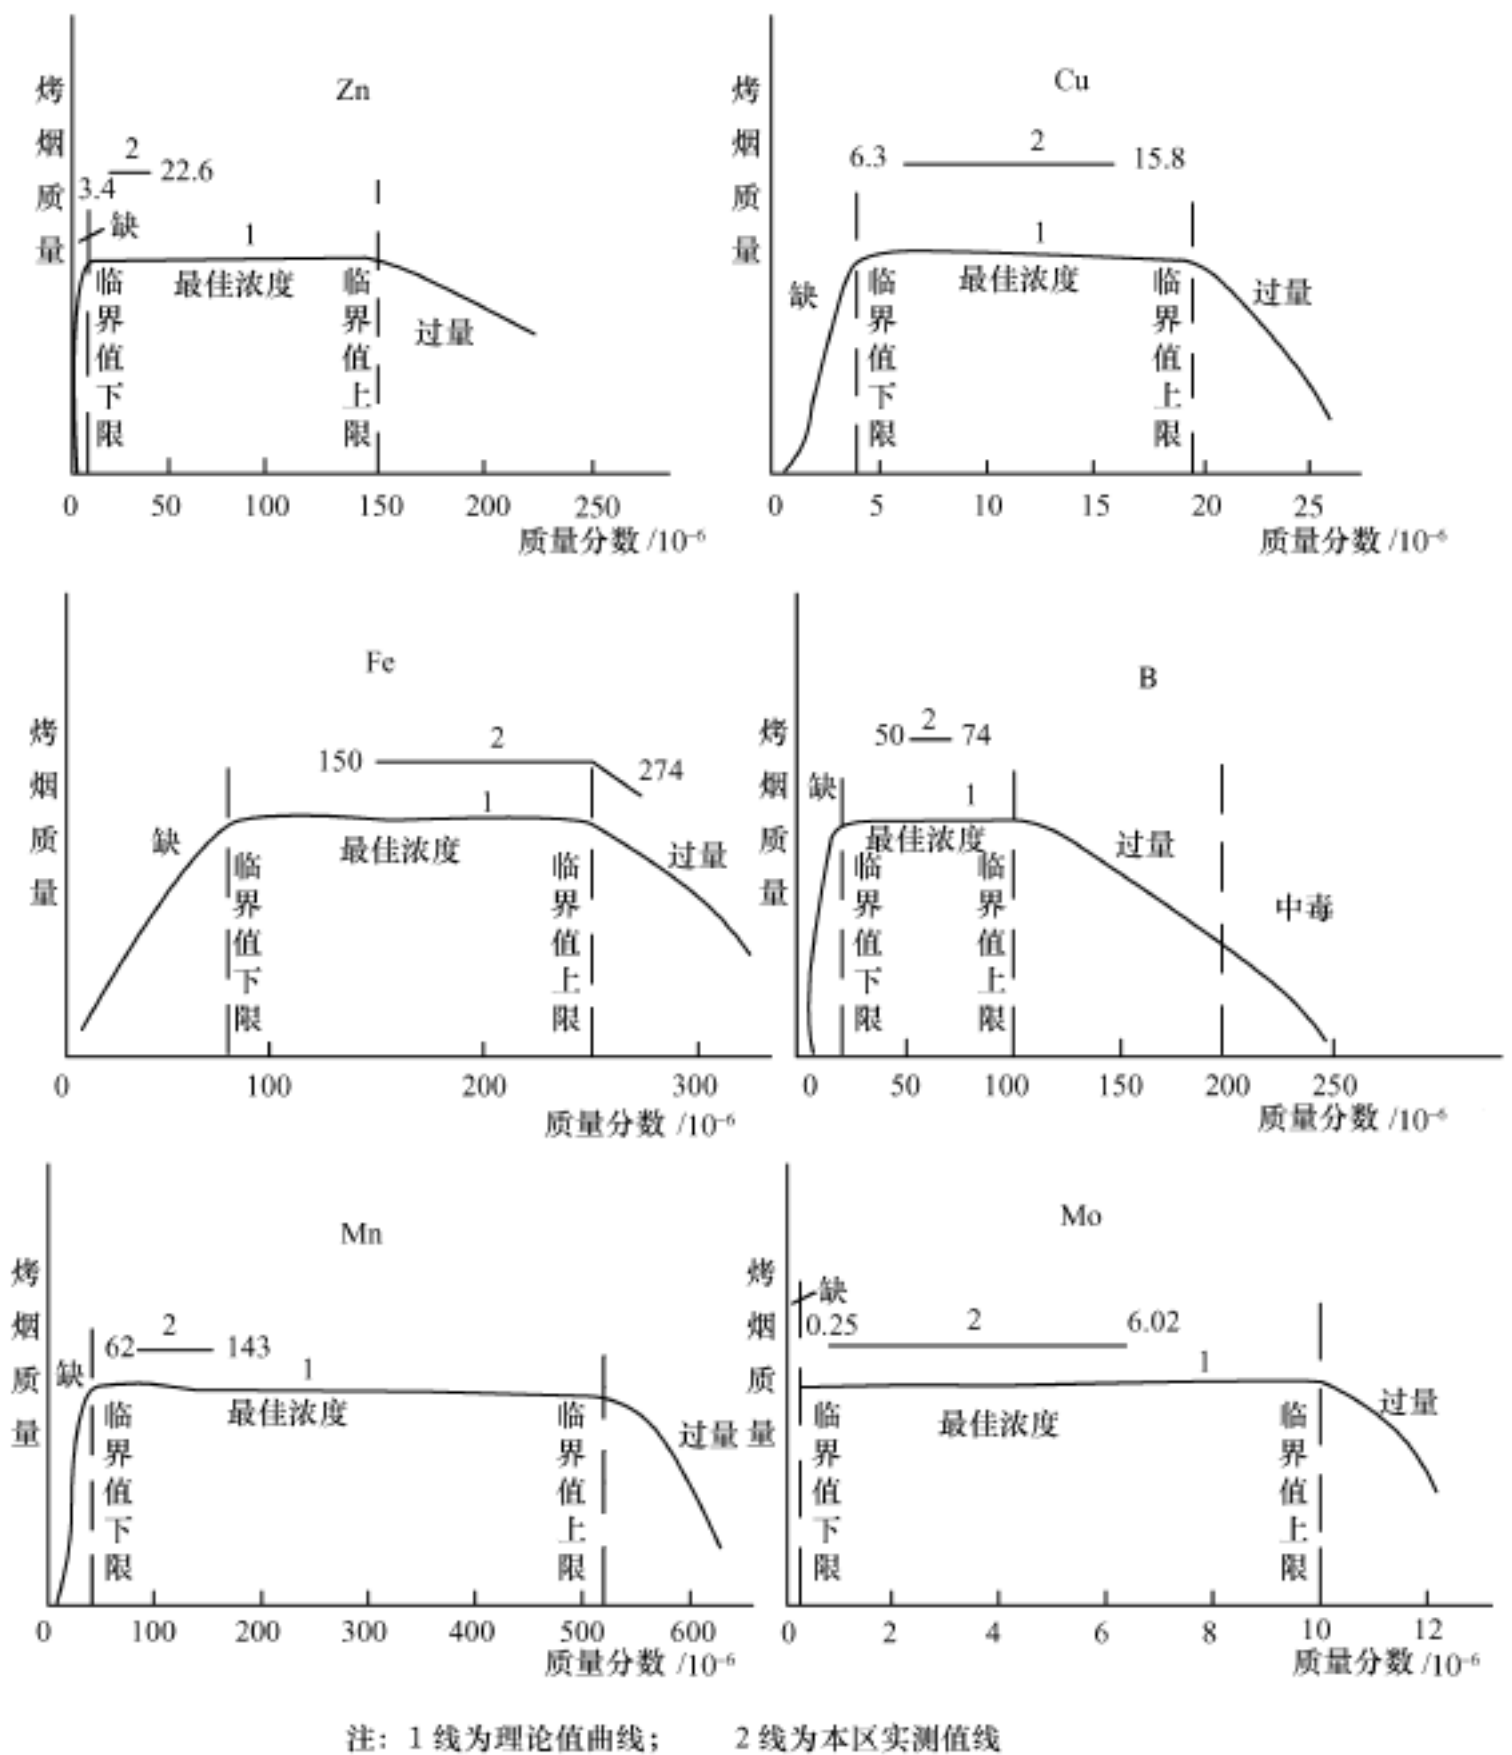 Zn
烤烟质量
2
3.4
22.6
缺
1
临界值下限
最佳浓度
临界值上限
过量
0 50 100 150 200 250
质量分数 /10⁻⁶
Cu
烤烟质量
6.3
2
15.8
1
缺
临界值下限
最佳浓度
临界值上限
过量
0 5 10 15 20 25
质量分数 /10⁻⁶
Fe
烤烟质量
150
2
274
1
缺
临界值下限
最佳浓度
临界值上限
过量
0 100 200 300
质量分数 /10⁻⁶
B
烤烟质量
50
2
74
缺
1
临界值下限
最佳浓度
临界值上限
过量
中毒
0 50 100 150 200 250
质量分数 /10⁻⁶
Mn
烤烟质量
62
2
143
缺
1
临界值下限
最佳浓度
临界值上限
过量
0 100 200 300 400 500 600
质量分数 /10⁻⁶
Mo
烤烟质量
缺
0.25
2
6.02
1
临界值下限
最佳浓度
临界值上限
过量
0 2 4 6 8 10 12
质量分数 /10⁻⁶
注: 1 线为理论值曲线; 2 线为本区实测值线